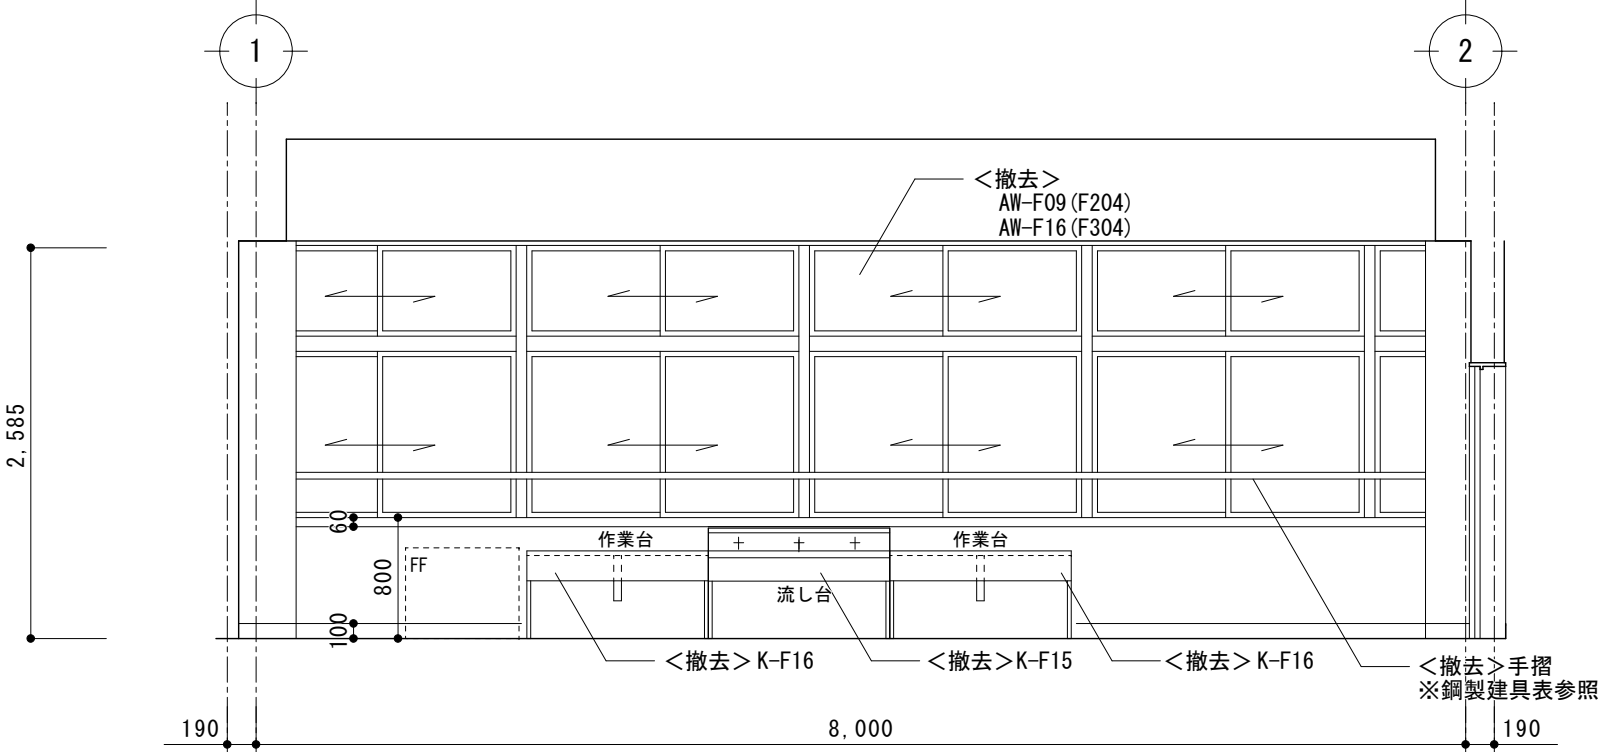 1
2
＜撤去＞
AW-F09(F204)
AW-F16(F304)
2,585
60
800
100
FF
作業台
作業台
流し台
＜撤去＞K-F16
＜撤去＞K-F15
＜撤去＞K-F16
＜撤去＞手摺
※鋼製建具表参照
190
8,000
190